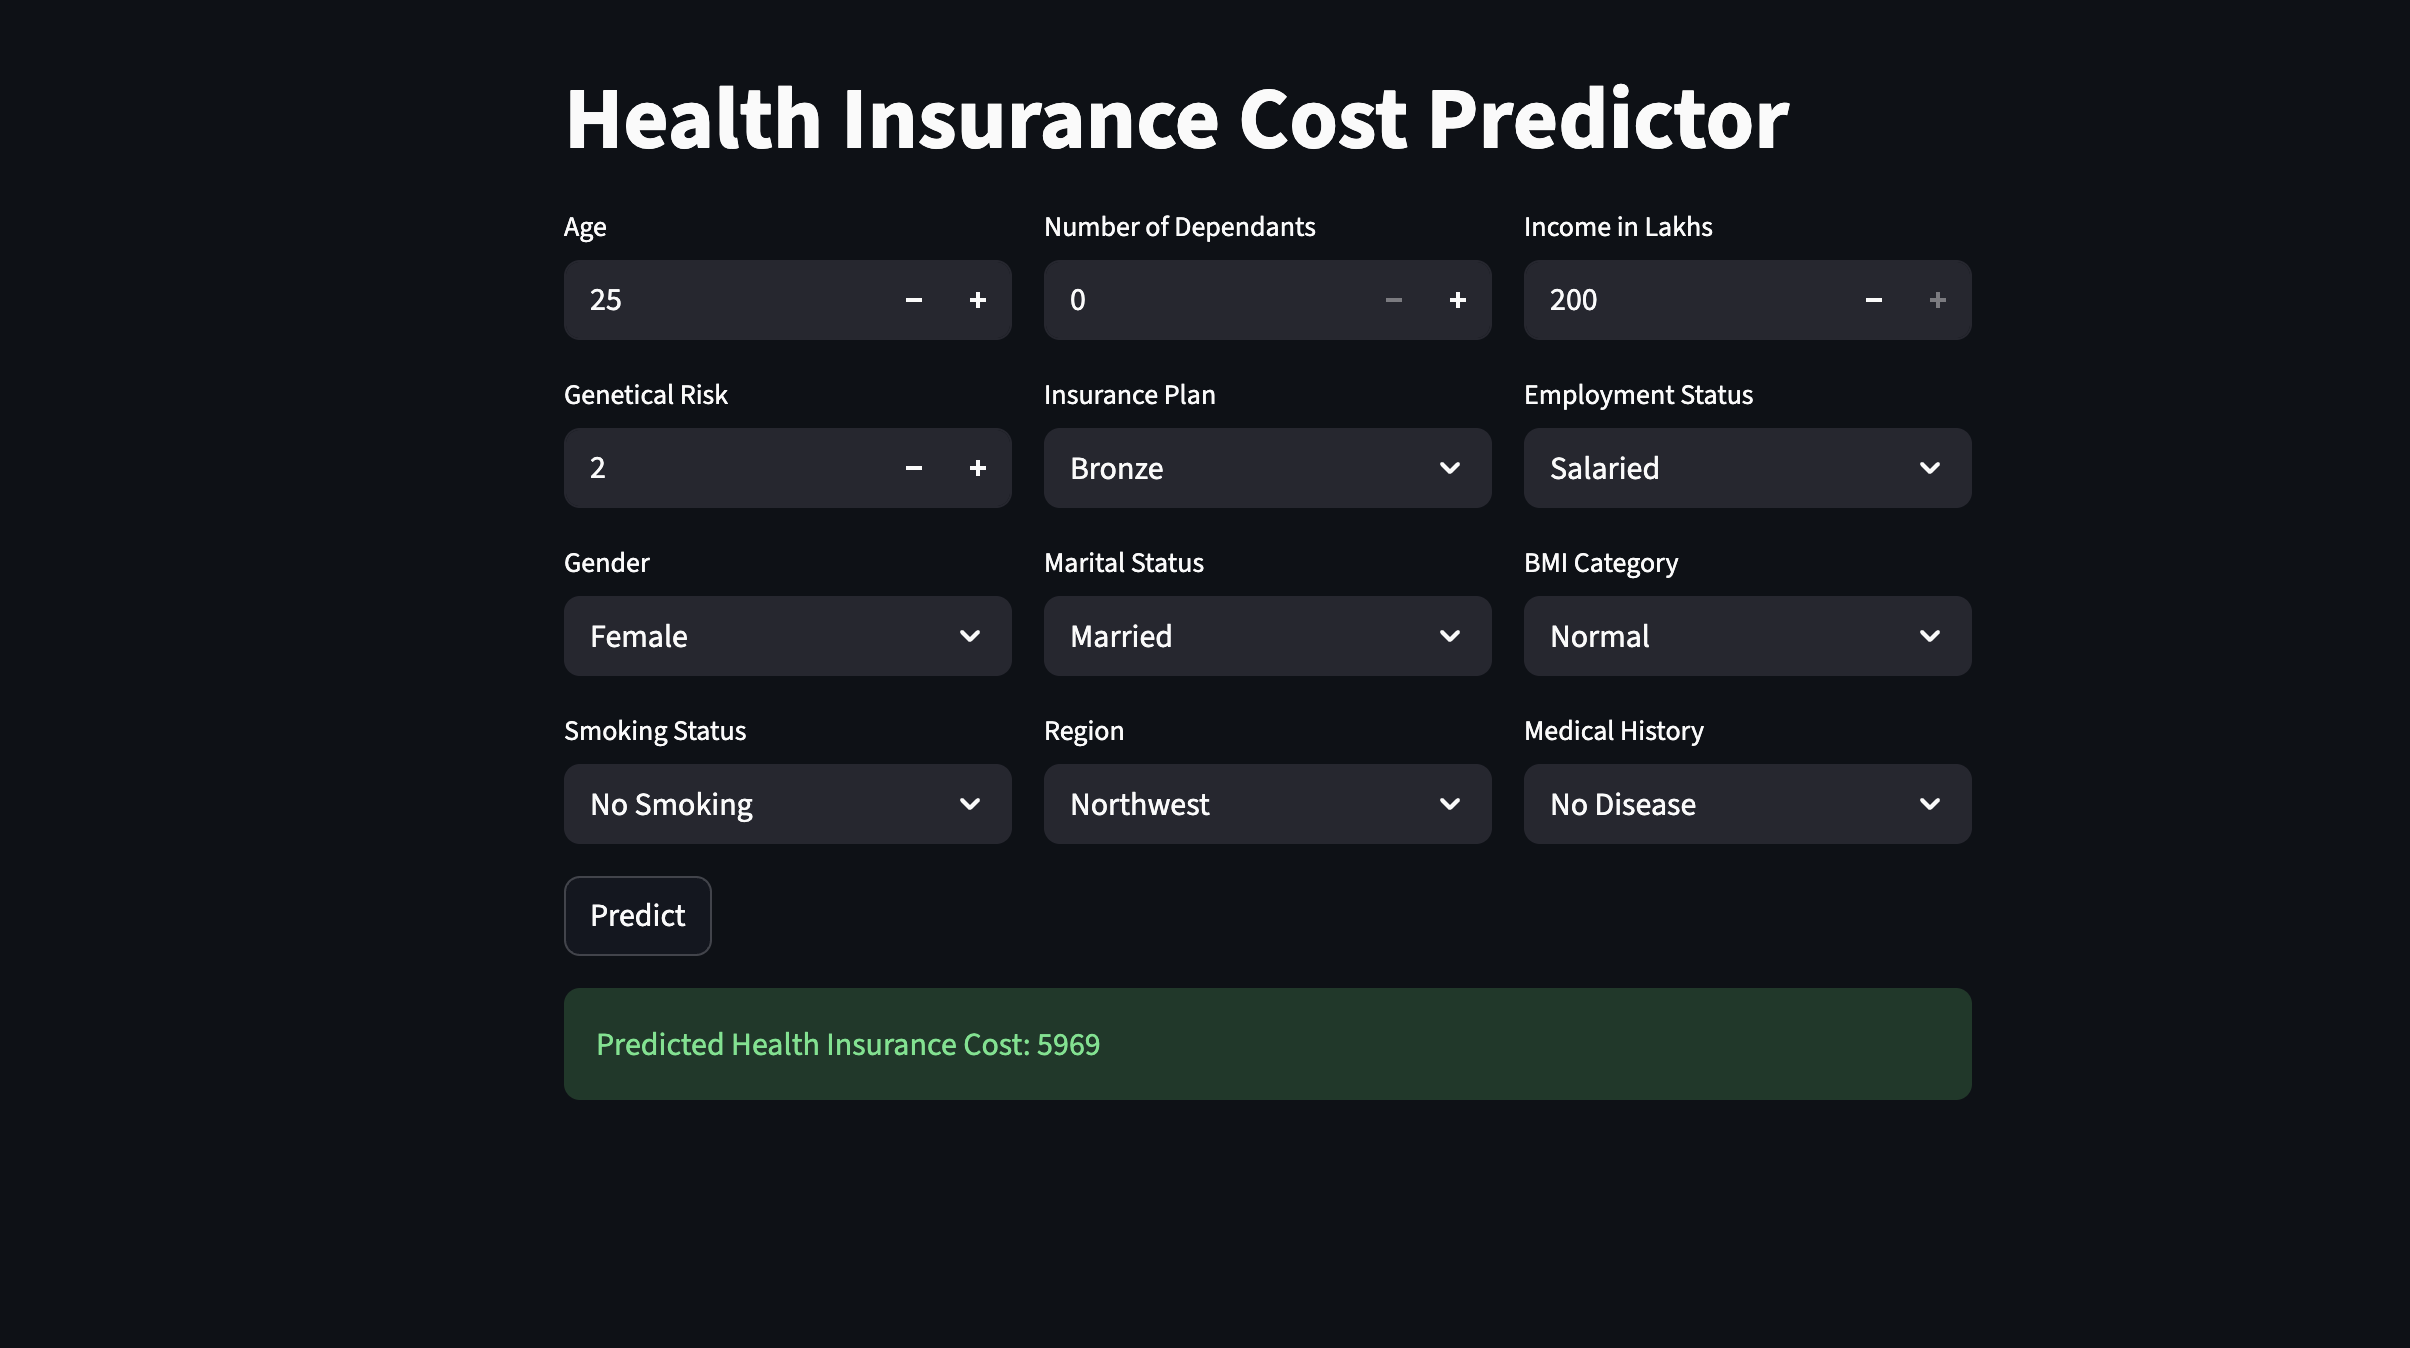 Health Insurance Cost Predictor
Age
Number of Dependants
Income in Lakhs
25
0
200
Genetical Risk
Insurance Plan
Employment Status
2
Bronze
Salaried
Gender
Marital Status
BMI Category
Female
Married
Normal
Smoking Status
Region
Medical History
No Smoking
Northwest
No Disease
Predict
Predicted Health Insurance Cost: 5969